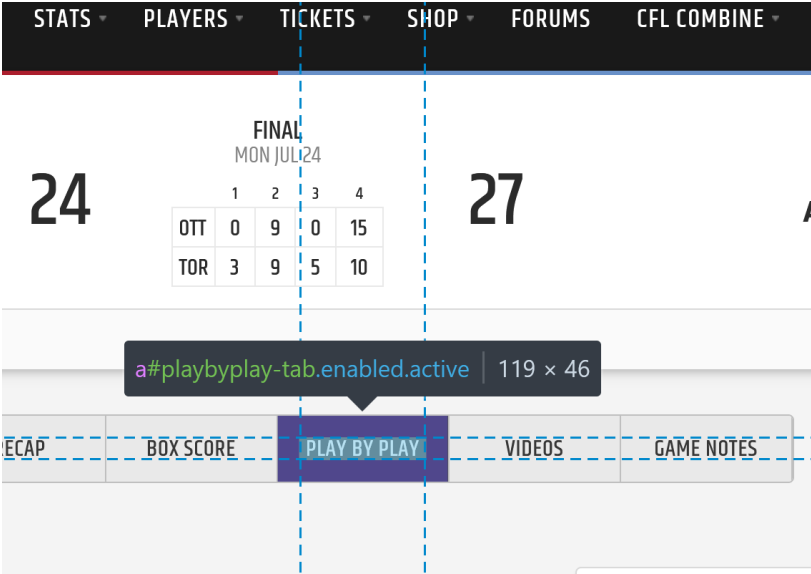 STATS PLAYERS TICKETS SHOP FORUMS CFL COMBINE
FINAL
MON JUL 24
24
27
1 2 3 4
OTT 0 9 0 15
TOR 3 9 5 10
a#playbyplay-tab.enabled.active 119 × 46
ECAP BOX SCORE PLAY BY PLAY VIDEOS GAME NOTES